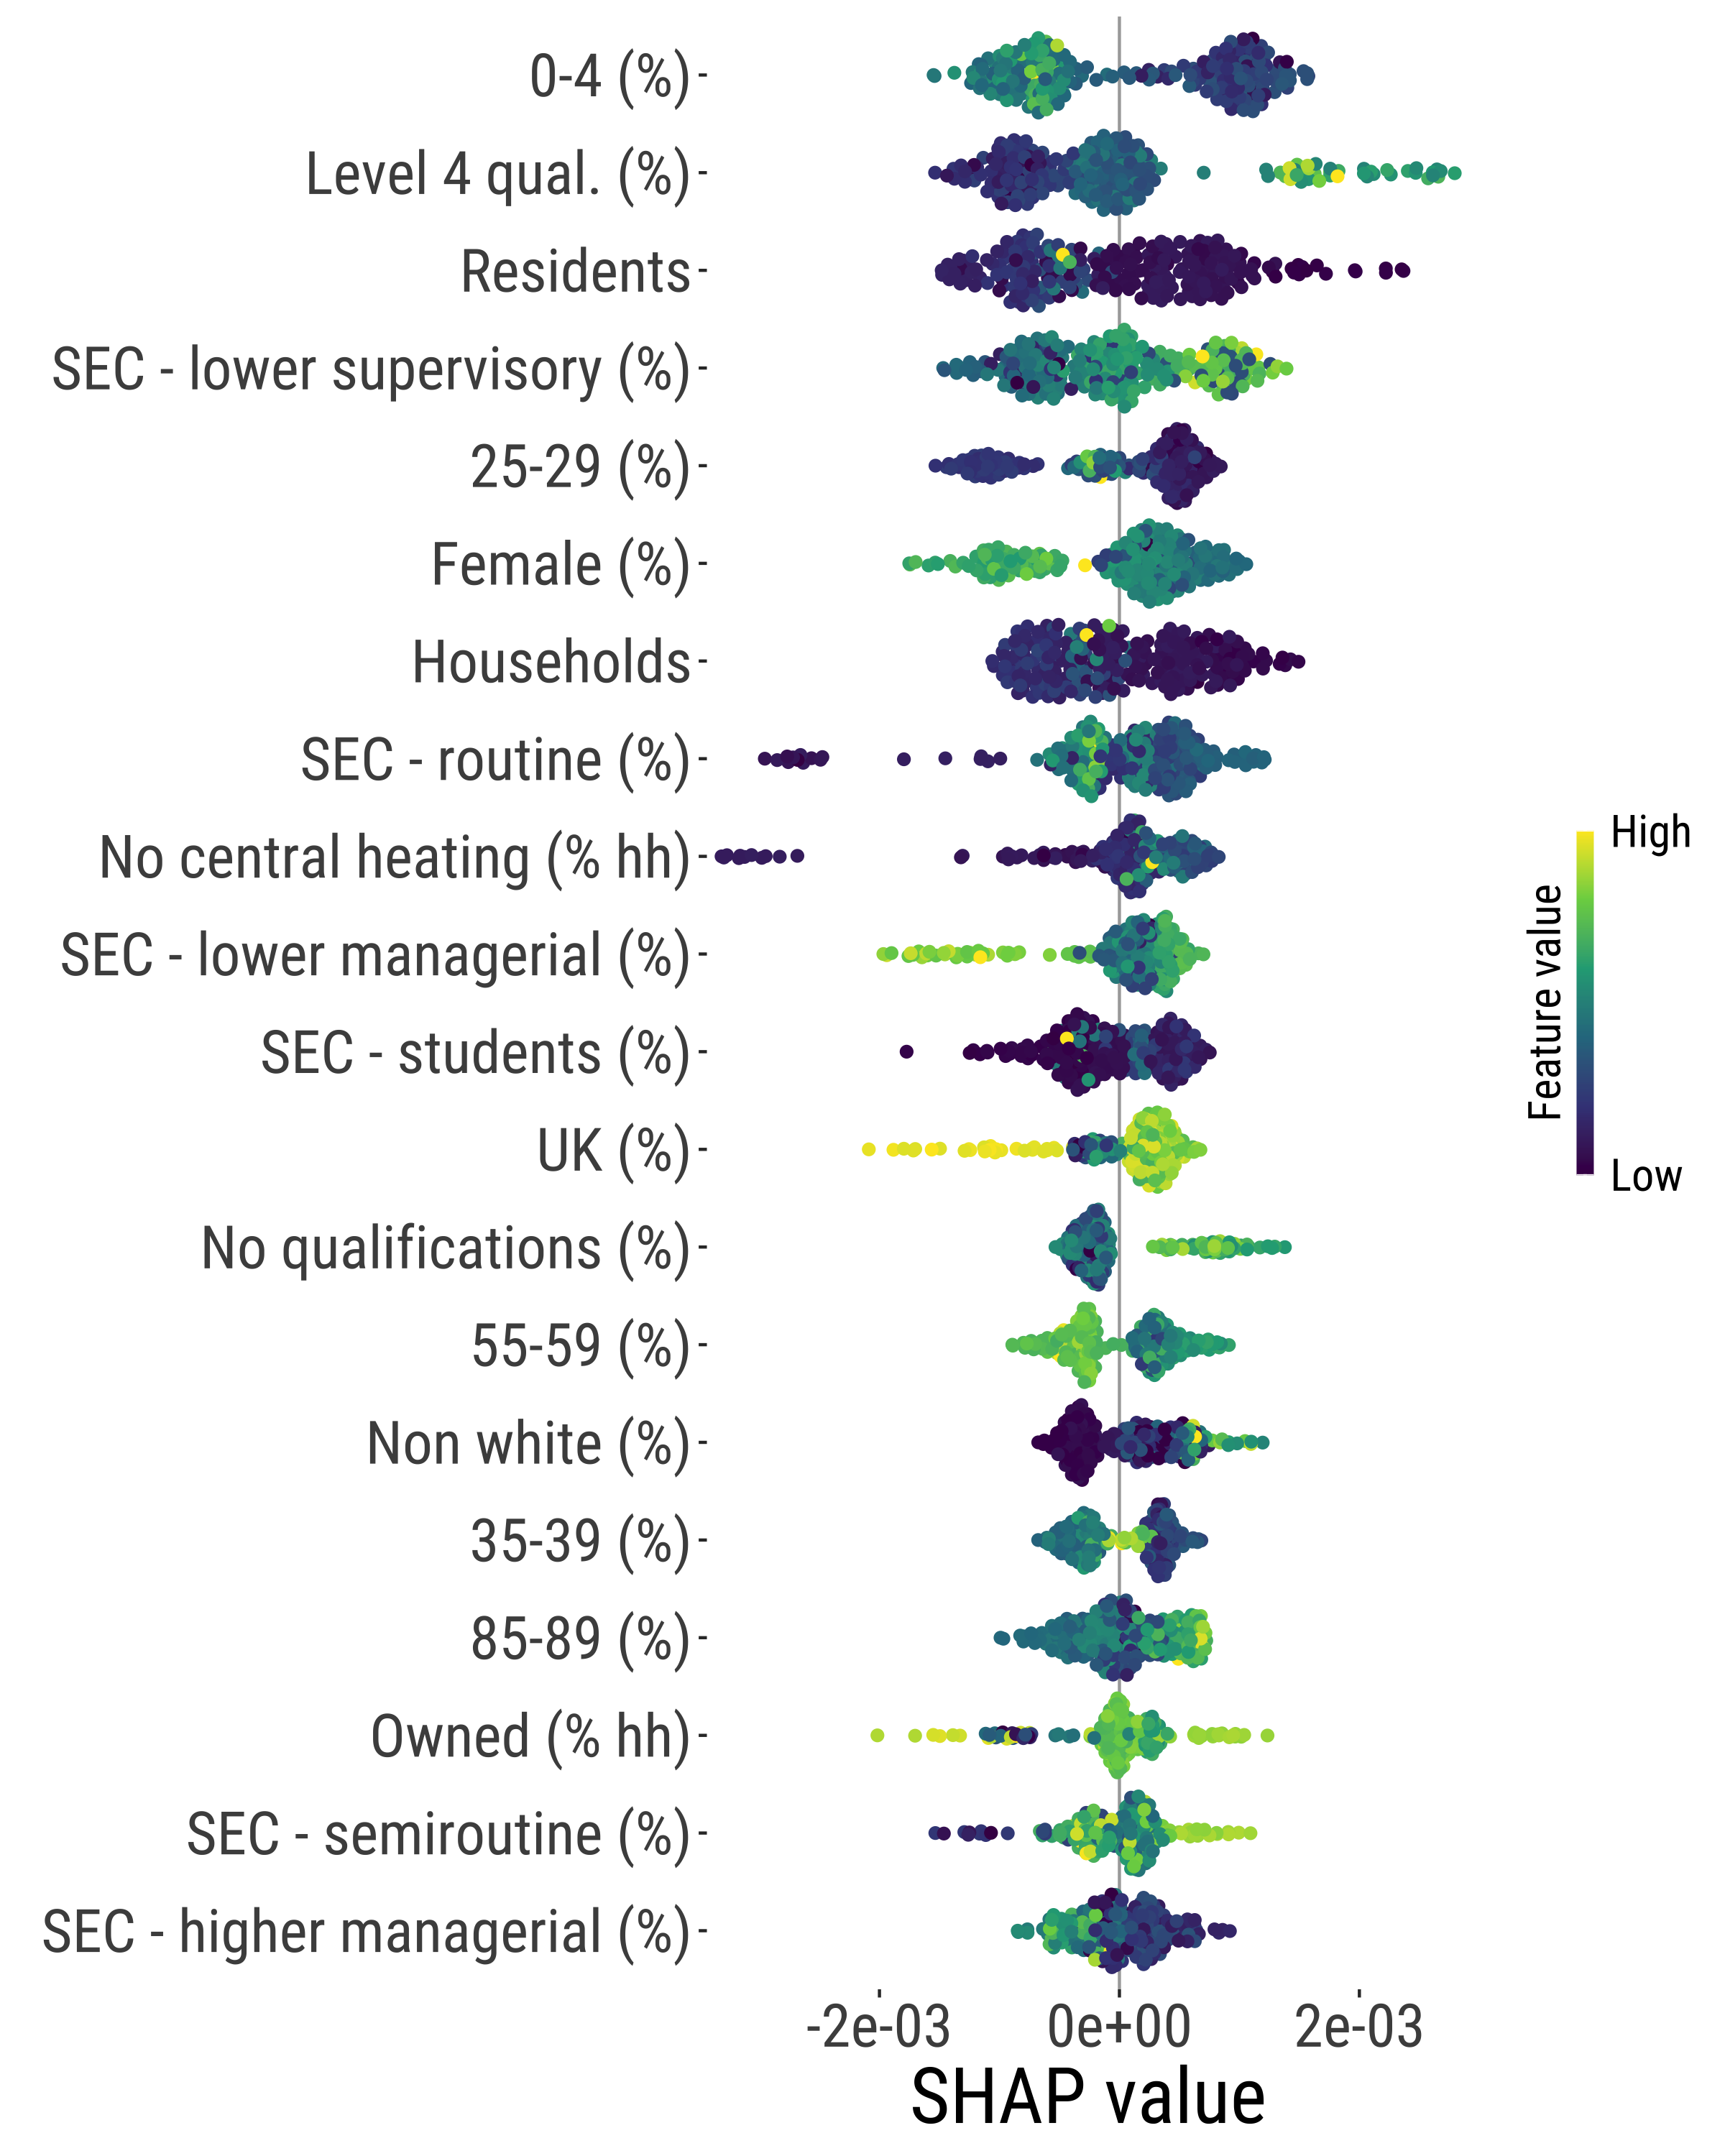 0-4 (%)
Level 4 qual. (%)
Residents
SEC - lower supervisory (%)
25-29 (%)
Female (%)
Households
SEC - routine (%)
No central heating (% hh)
SEC - lower managerial (%)
SEC - students (%)
UK (%)
No qualifications (%)
55-59 (%)
Non white (%)
35-39 (%)
85-89 (%)
Owned (% hh)
SEC - semiroutine (%)
SEC - higher managerial (%)
-2e-03 0e+00 2e-03
SHAP value
High
Feature value
Low